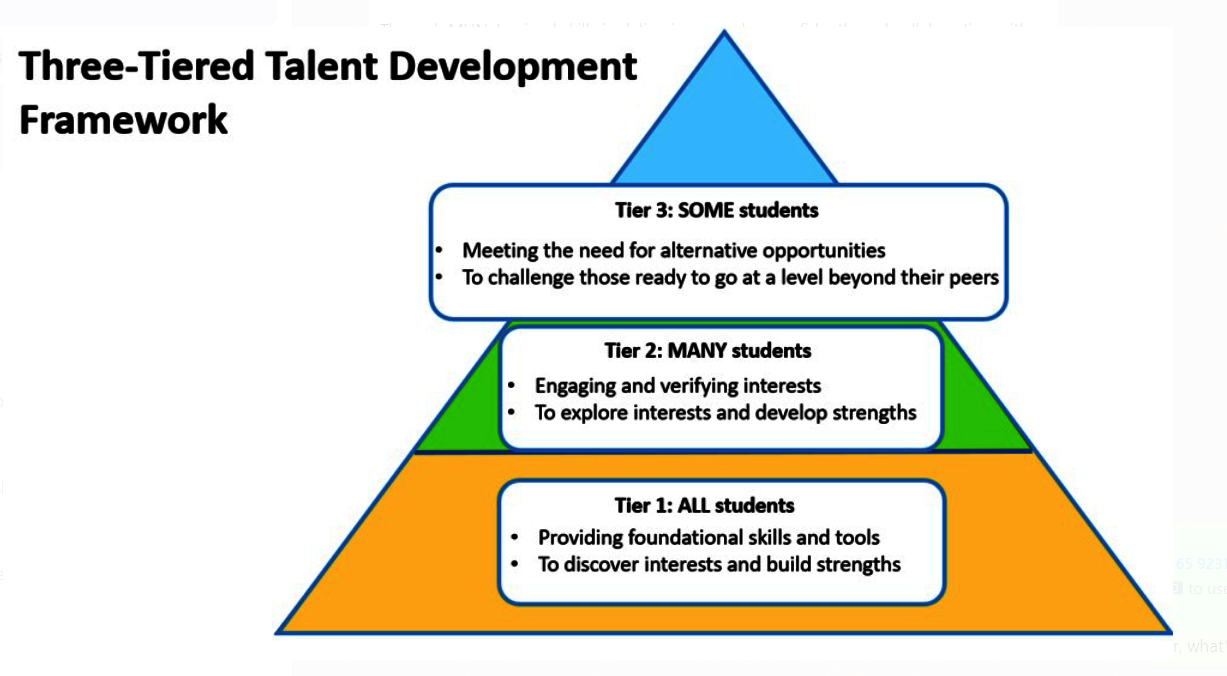 Three-Tiered Talent Development
Framework
Tier 3: SOME students
• Meeting the need for alternative opportunities
• To challenge those ready to go at a level beyond their peers
Tier 2: MANY students
• Engaging and verifying interests
• To explore interests and develop strengths
Tier 1: ALL students
• Providing foundational skills and tools
• To discover interests and build strengths
65 923
to us
r, what